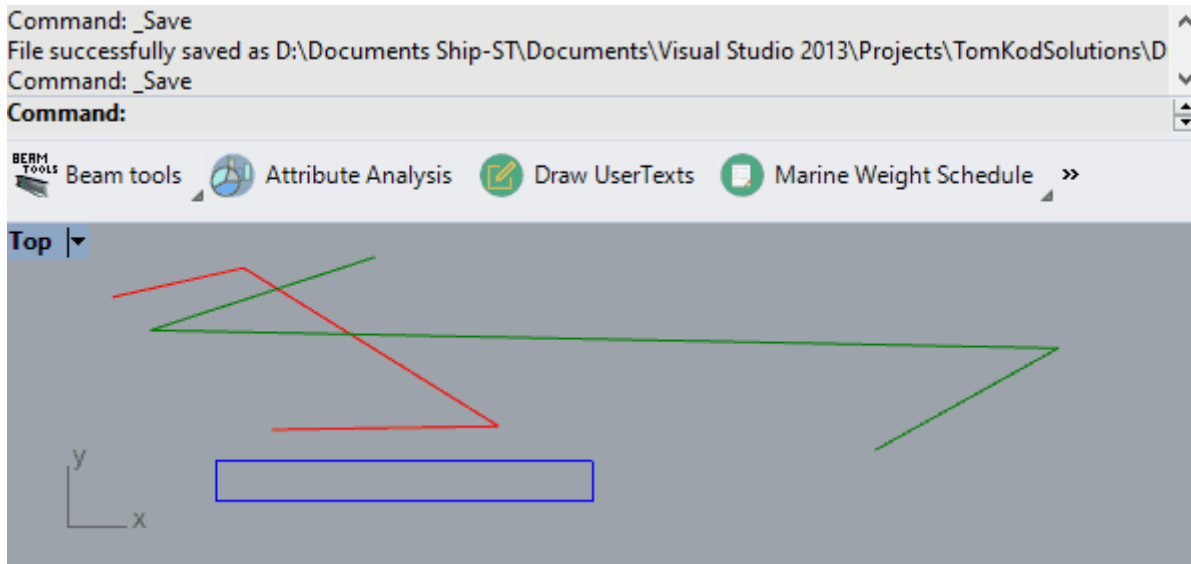 Command: _Save
File successfully saved as D:\Documents Ship-ST\Documents\Visual Studio 2013\Projects\TomKodSolutions\D
Command: _Save
Command:
BEAM TOOLS Beam tools Attribute Analysis Draw UserTexts Marine Weight Schedule »
Top
y
x